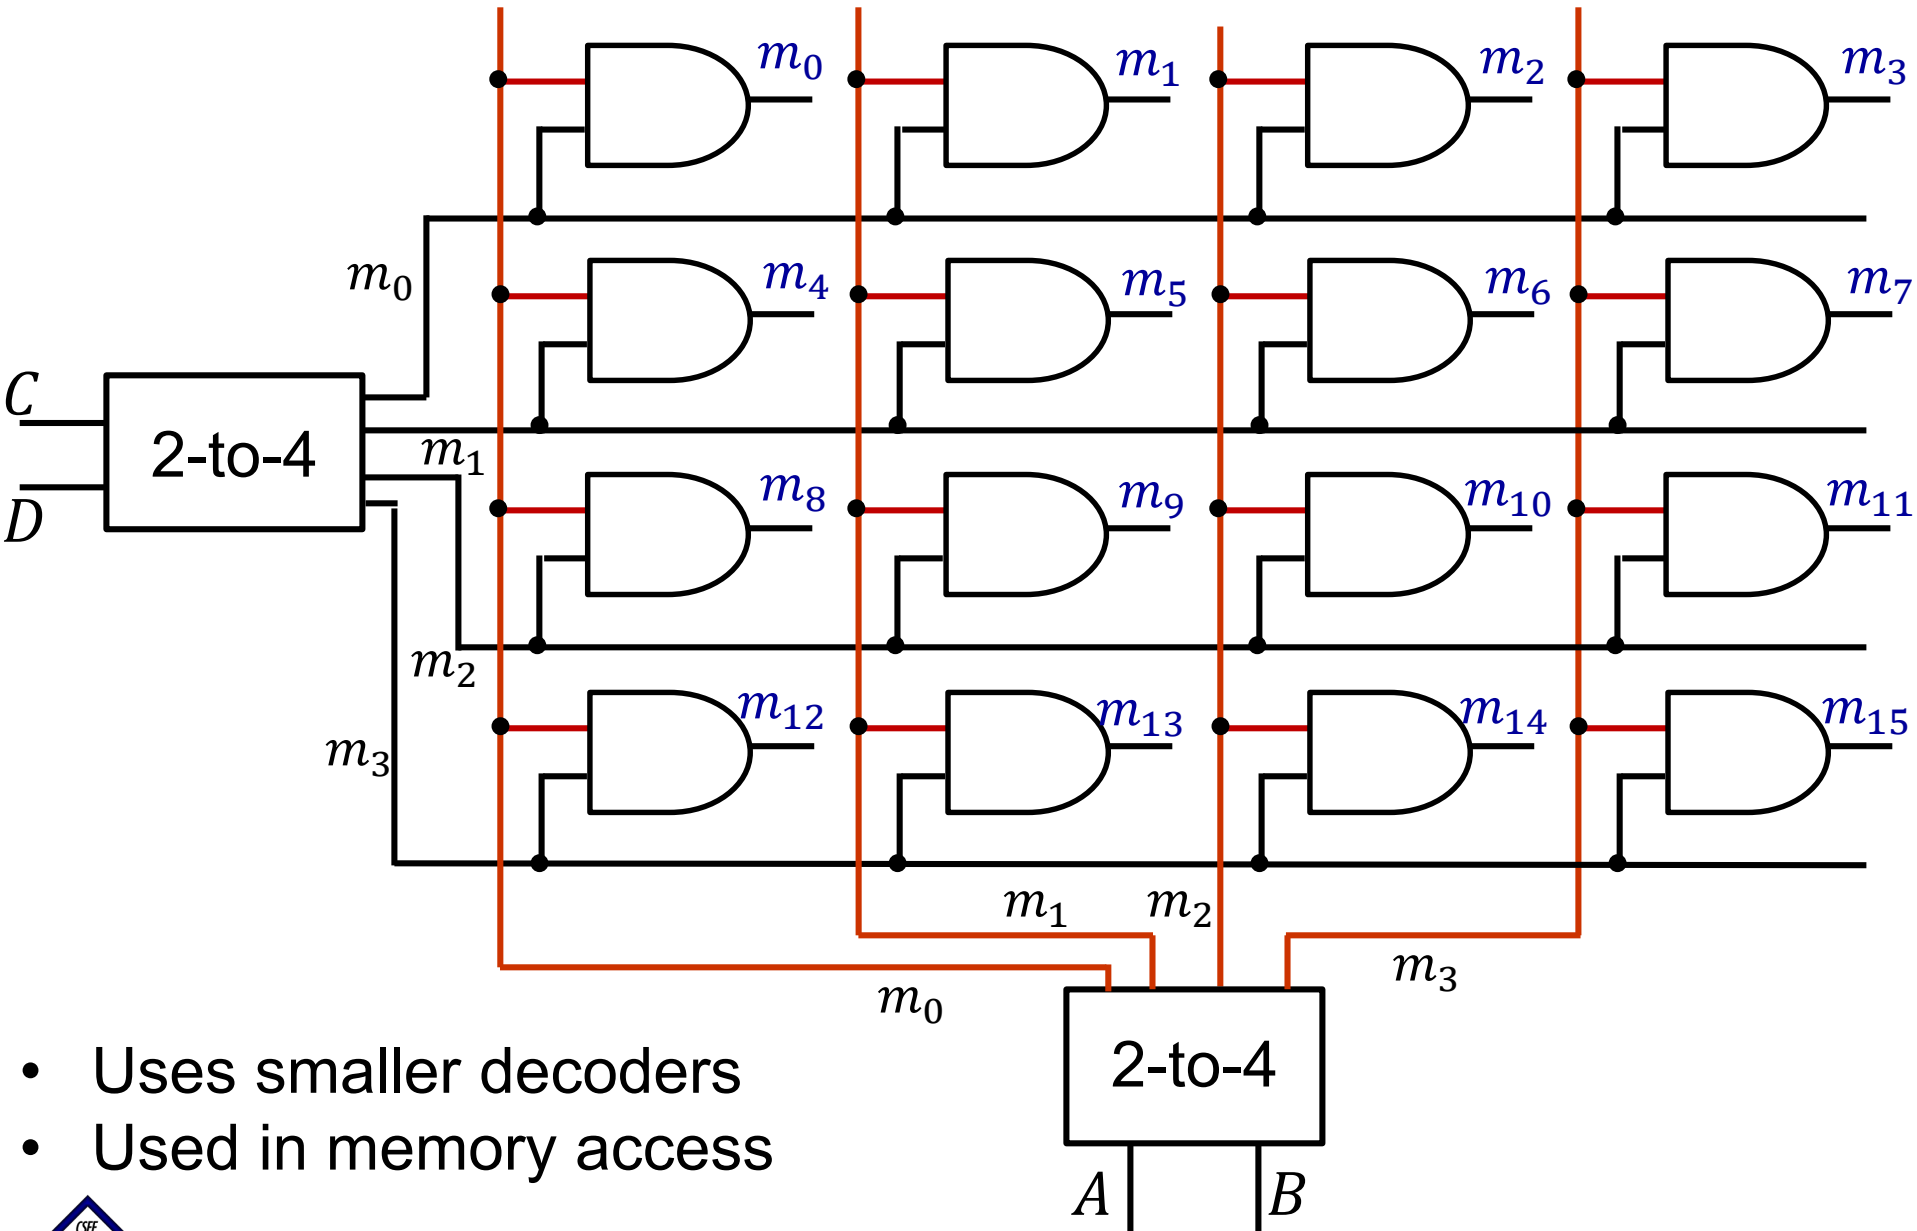 m₀ m₁ m₂ m₃
m₀
m₄ m₅ m₆ m₇
C
2-to-4
m₁
D
m₈ m₉ m₁₀ m₁₁
m₂
m₃
m₁₂ m₁₃ m₁₄ m₁₅
m₁ m₂
m₀ m₃
2-to-4
• Uses smaller decoders
• Used in memory access
A B
CSEE